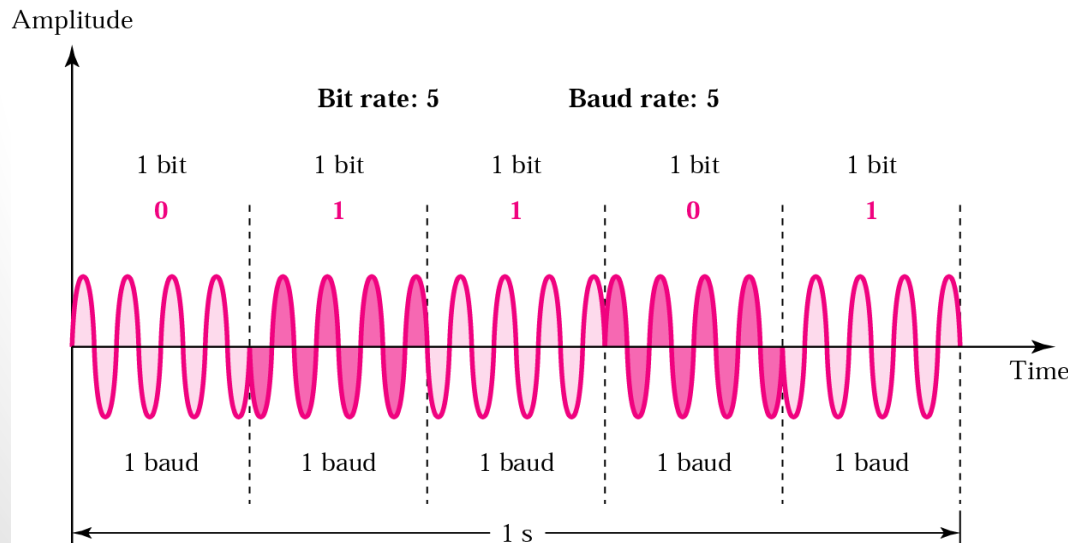 Amplitude
Bit rate: 5 Baud rate: 5
1 bit 1 bit 1 bit 1 bit 1 bit
0 1 1 0 1
Time
1 baud 1 baud 1 baud 1 baud 1 baud
1 s